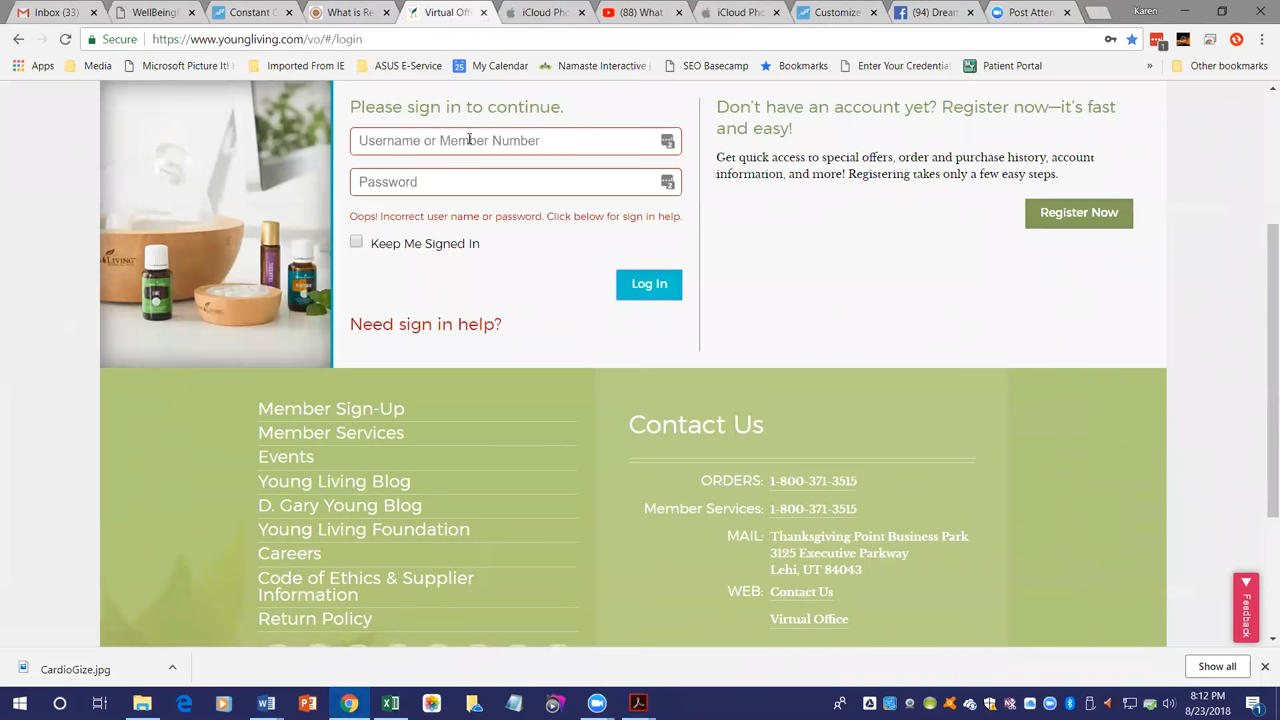 Inbox (33)
WellBeing!
Constant C
What is Re
Virtual Offi
iCloud Pho
(88) What
iCloud Pho
Customize
(94) Dream
Post Atten
Karen
Secure
https://www.youngliving.com/vo/#/login
1
Apps
Media
Microsoft Picture It!
Imported From IE
ASUS E-Service
25 My Calendar
Namaste Interactive
SEO Basecamp
Bookmarks
Enter Your Credentia
Patient Portal
»
Other bookmarks
Please sign in to continue.
Username or Member Number
Password
Oops! Incorrect user name or password. Click below for sign in help.
Keep Me Signed In
Log In
Need sign in help?
Don't have an account yet? Register now—it's fast
and easy!
Get quick access to special offers, order and purchase history, account
information, and more! Registering takes only a few easy steps.
Register Now
Member Sign-Up
Member Services
Events
Young Living Blog
D. Gary Young Blog
Young Living Foundation
Careers
Code of Ethics & Supplier
Information
Return Policy
Contact Us
ORDERS: 1-800-371-3515
Member Services: 1-800-371-3515
MAIL: Thanksgiving Point Business Park
3125 Executive Parkway
Lehi, UT 84043
WEB: Contact Us
Virtual Office
Feedback
CardioGize.jpg
Show all
8:12 PM
8/23/2018